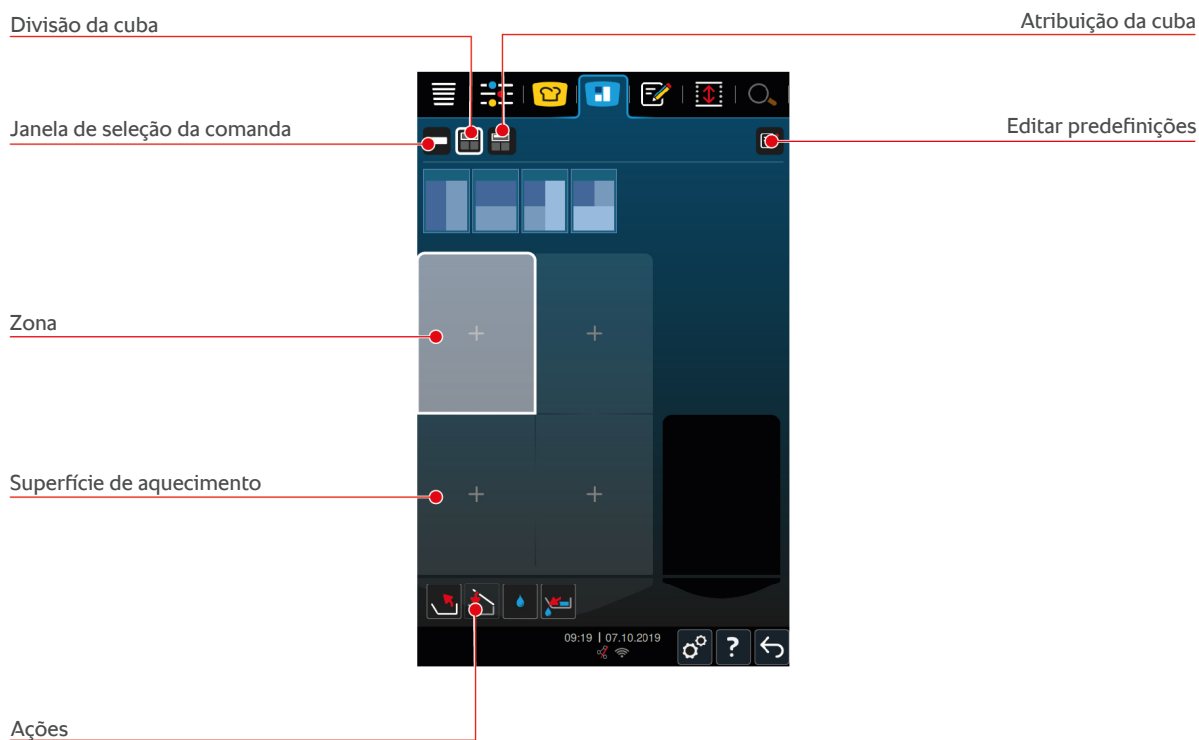 Divisão da cuba
Atribuição da cuba
Janela de seleção da comanda
Editar predefinições
Zona
Superfície de aquecimento
09:19 | 07.10.2019
?
Ações